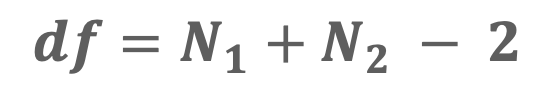 df = N₁ + N₂ − 2